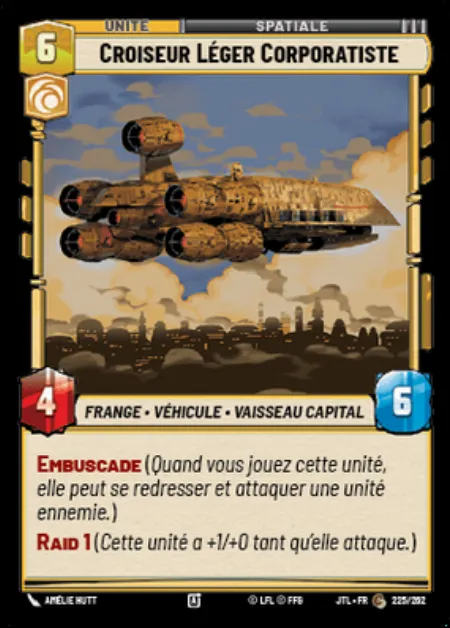 UNITÉ
SPATIALE
6
CROISEUR LÉGER CORPORATISTE
4
FRANGE • VÉHICULE • VAISSEAU CAPITAL
6
EMBUSCADE (Quand vous jouez cette unité,
elle peut se redresser et attaquer une unité
ennemie.)
RAID 1 (Cette unité a +1/+0 tant qu'elle attaque.)
AMÉLIE HUTT
A
© LFL © FFG
JTL • FR
C
225/262